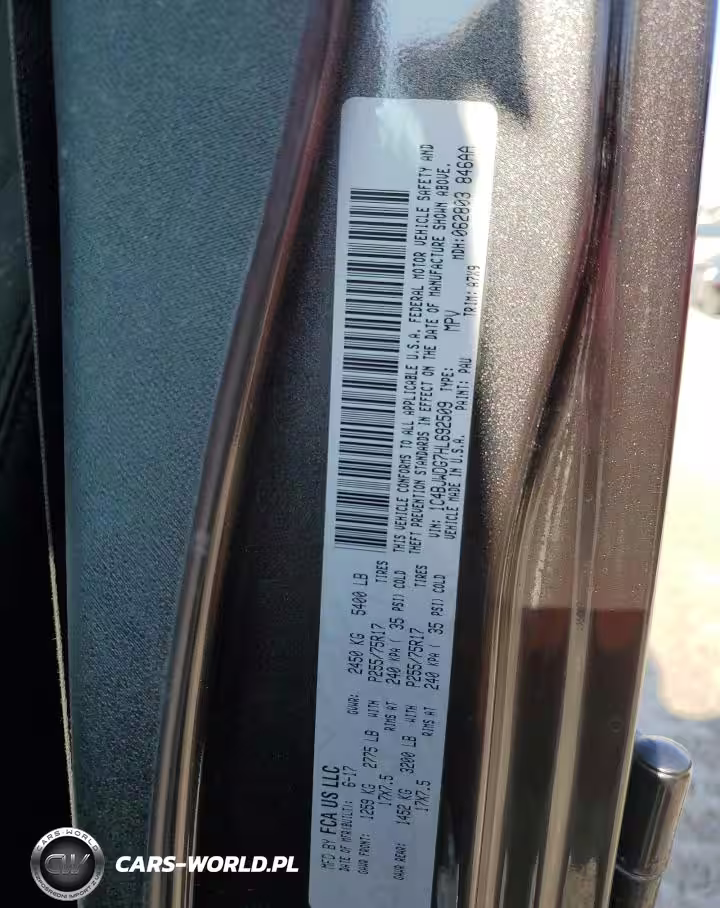 MFD BY FCA US LLC
DATE OF MFR(BUILT): 6-17 GVWR: 2450 KG 5400 LB
GAWR FRONT: 1259 KG 2775 LB WITH P255/75R17 TIRES
17X7.5 RIMS AT 240 KPA ( 35 PSI) COLD
GAWR REAR: 1452 KG 3200 LB WITH P255/75R17 TIRES
17X7.5 RIMS AT 240 KPA ( 35 PSI) COLD
THIS VEHICLE CONFORMS TO ALL APPLICABLE U.S.A. FEDERAL MOTOR VEHICLE SAFETY AND
THEFT PREVENTION STANDARDS IN EFFECT ON THE DATE OF MANUFACTURE SHOWN ABOVE.
VIN: 1C4BJWDG7HL692509 TYPE: MPV MDH:062803 846AA
VEHICLE MADE IN U.S.A. PAINT: PAU TRIM: A7X9
CARS-WORLD
CW
CARS-WORLD.PL